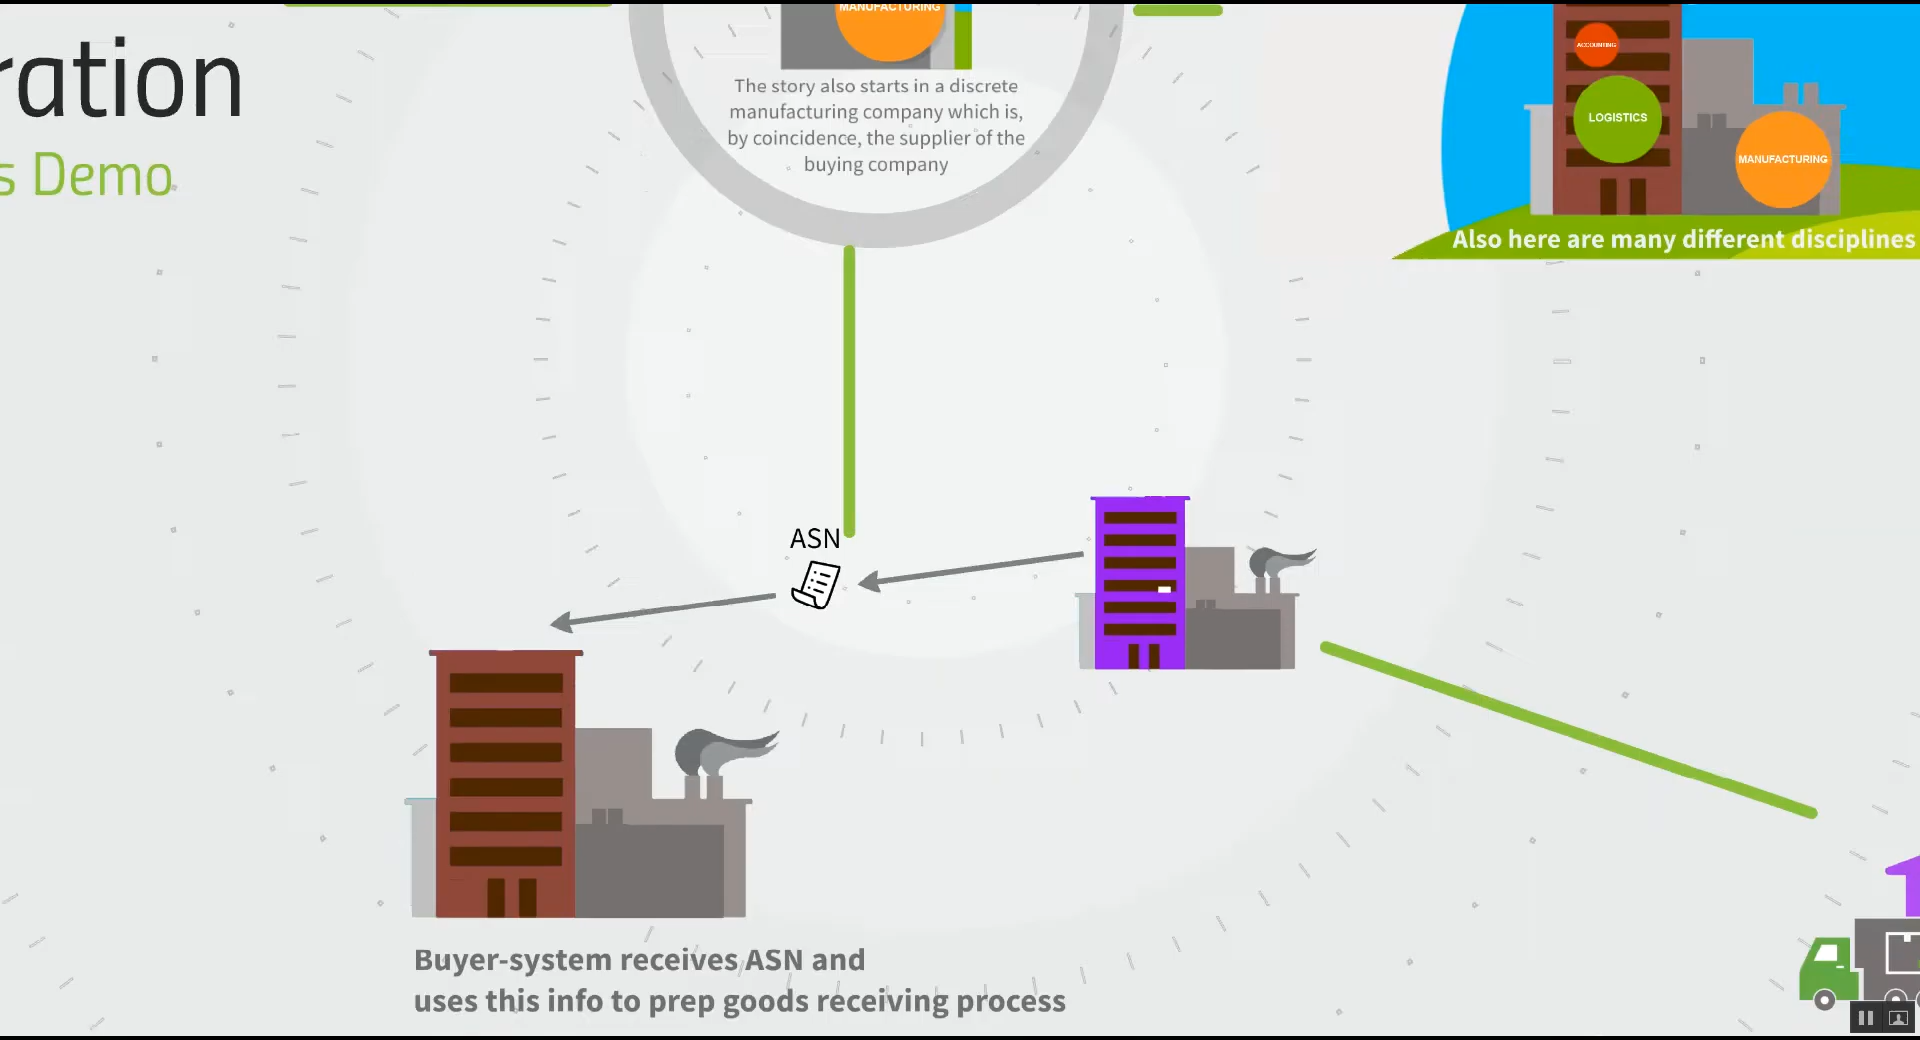 ration
s Demo
MANUFACTURING
The story also starts in a discrete
manufacturing company which is,
by coincidence, the supplier of the
buying company
ACCOUNTING
LOGISTICS
MANUFACTURING
Also here are many different disciplines
ASN
Buyer-system receives ASN and
uses this info to prep goods receiving process